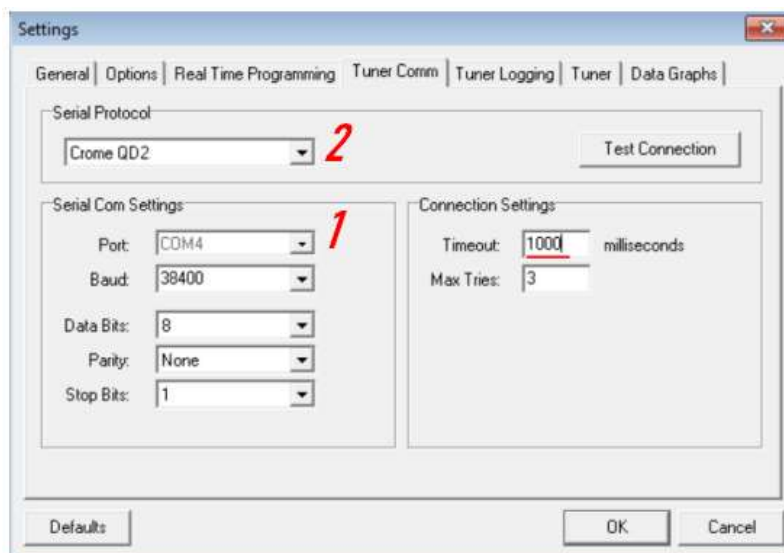 Settings
General Options Real Time Programming Tuner Comm Tuner Logging Tuner Data Graphs
Serial Protocol
Crome QD2 2 Test Connection
Serial Com Settings 1
Port: COM4
Baud: 38400
Data Bits: 8
Parity: None
Stop Bits: 1
Connection Settings
Timeout: 1000 milliseconds
Max Tries: 3
Defaults OK Cancel